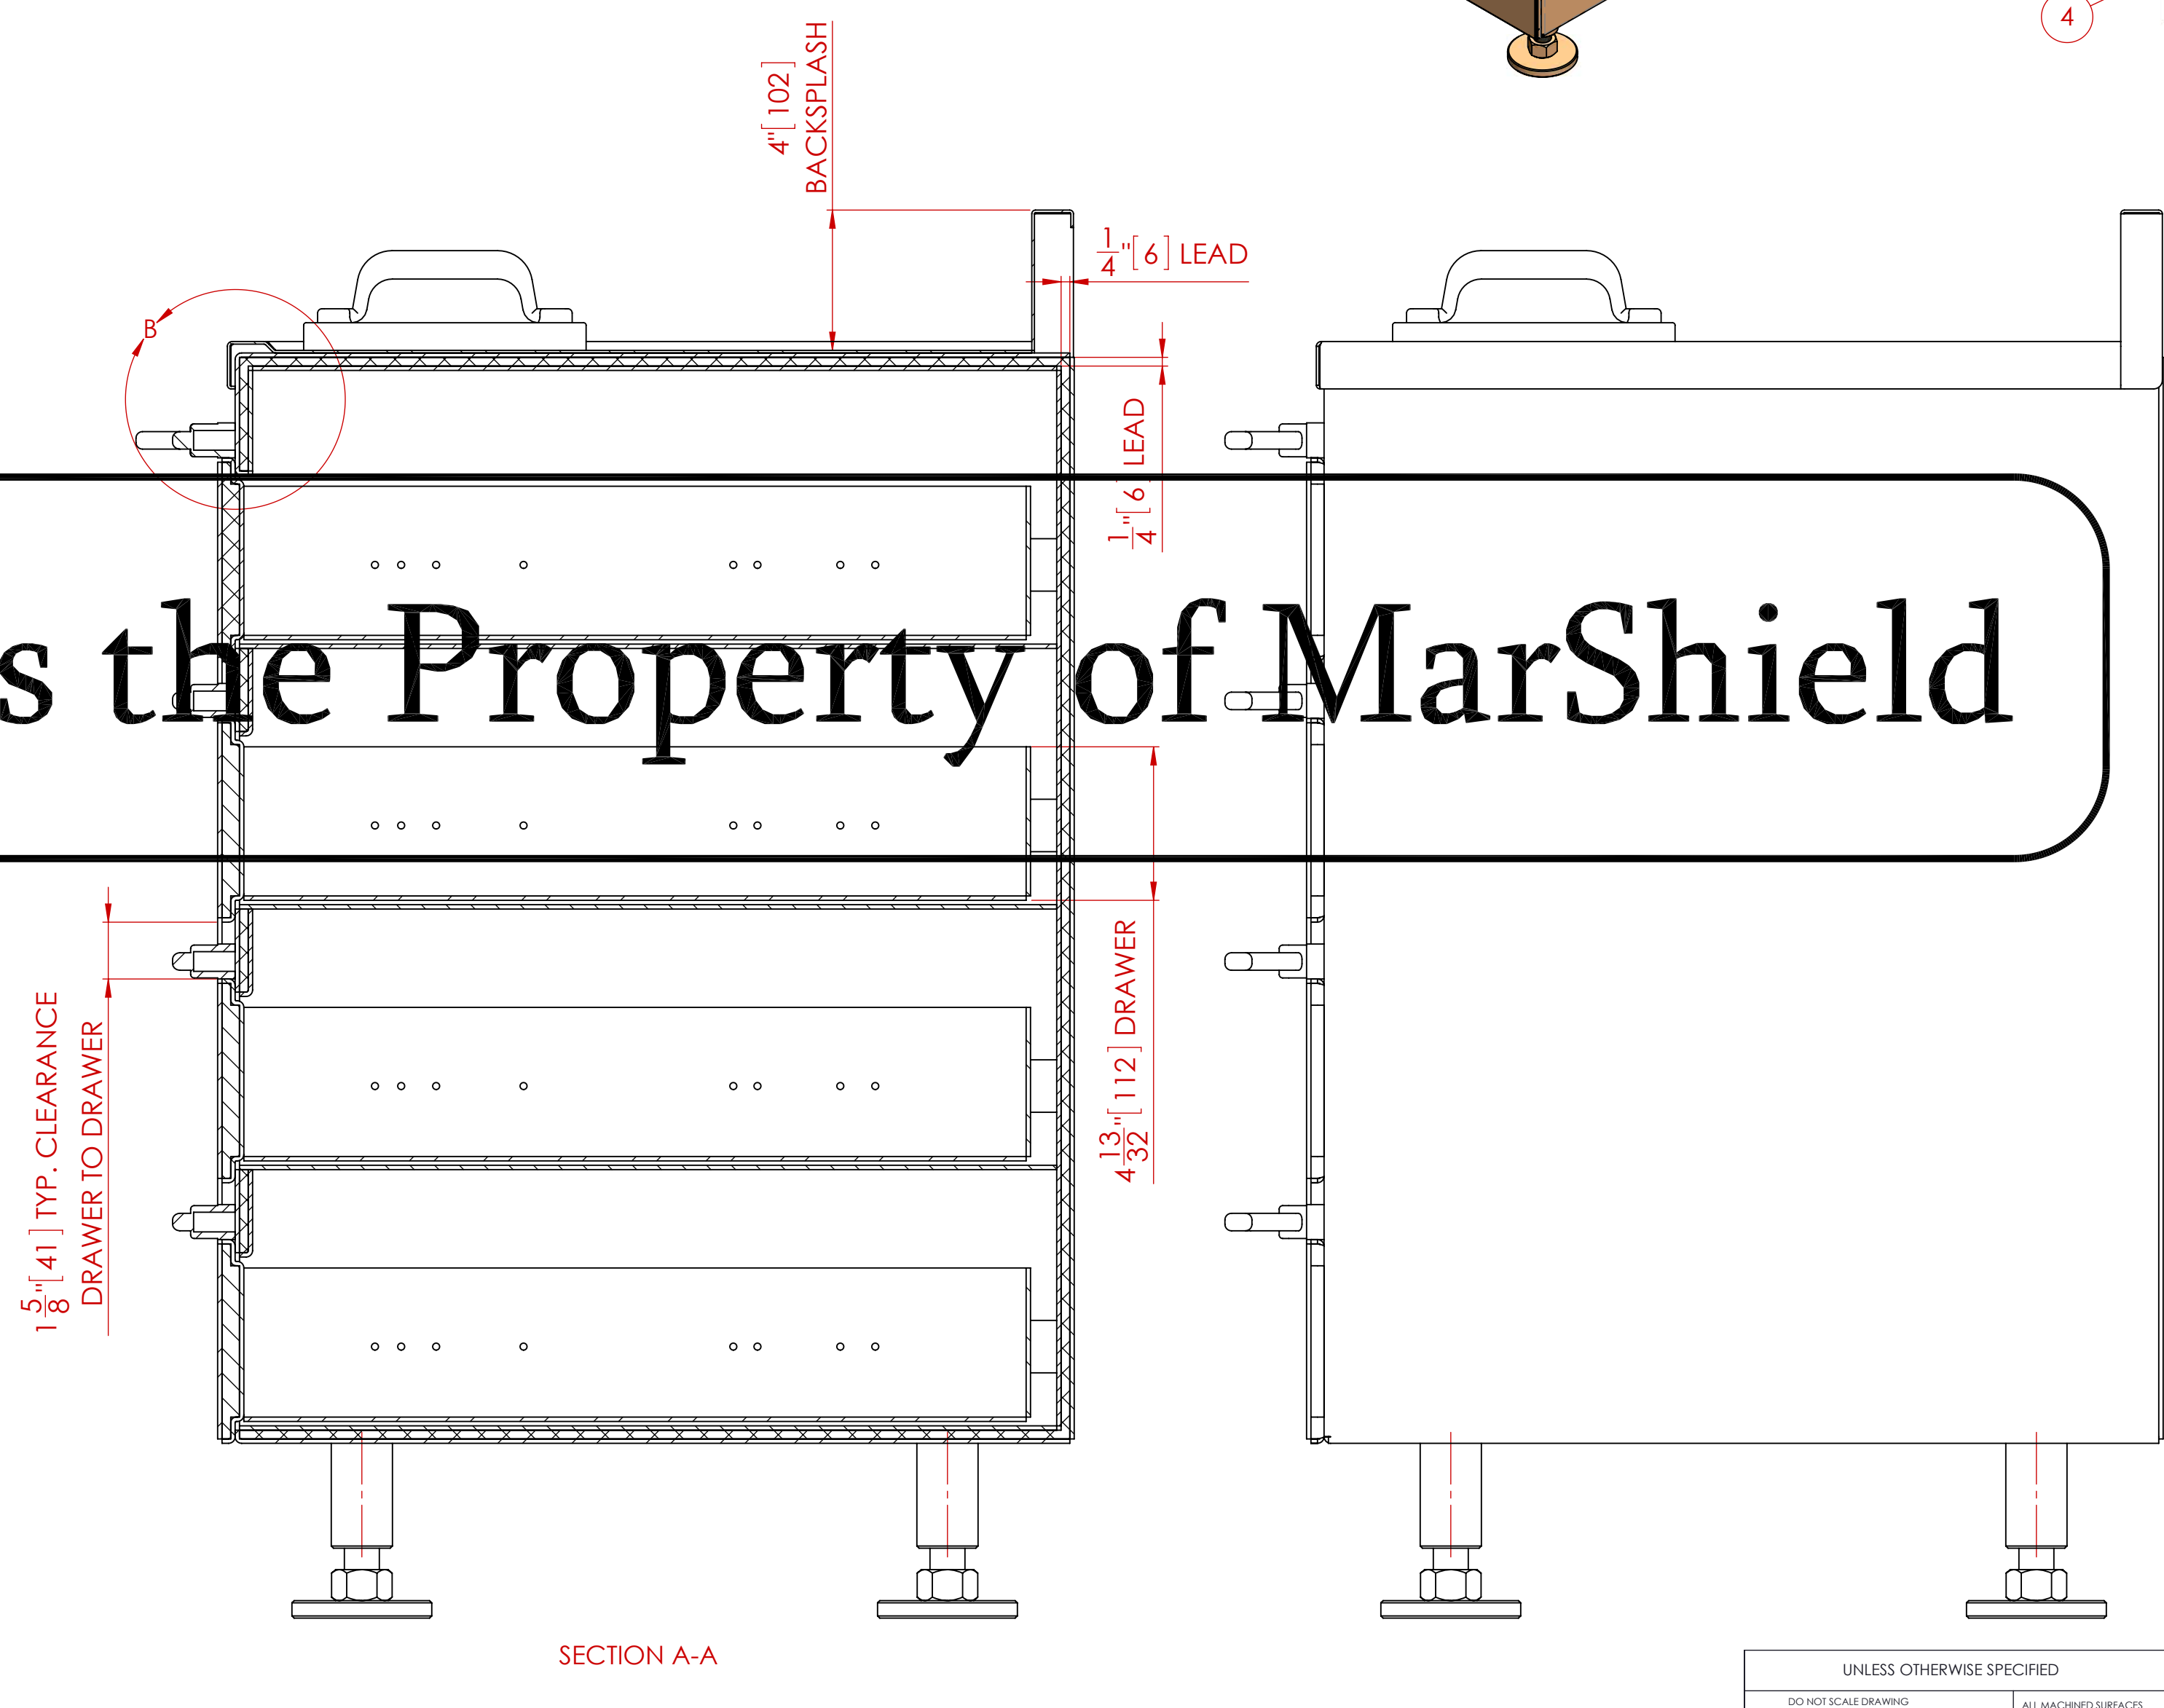 4
4"[102]
BACKSPLASH
1/4"[6] LEAD
B
1/4"[6] LEAD
s the Property of MarShield
4 13/32"[112] DRAWER
1 5/8"[41] TYP. CLEARANCE
DRAWER TO DRAWER
SECTION A-A
UNLESS OTHERWISE SPECIFIED
DO NOT SCALE DRAWING
ALL MACHINED SURFACES